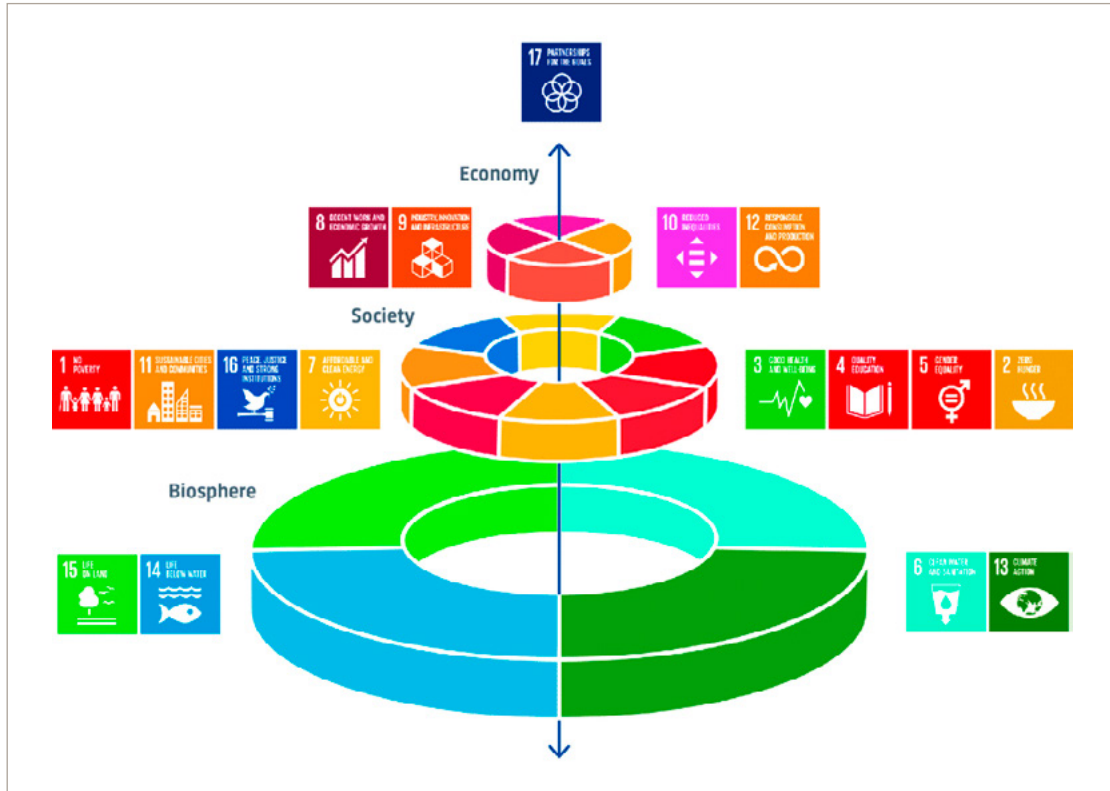 17 PARTNERSHIPS
FOR THE GOALS
Economy
8 DECENT WORK AND
ECONOMIC GROWTH
9 INDUSTRY, INNOVATION
AND INFRASTRUCTURE
10 REDUCED
INEQUALITIES
12 RESPONSIBLE
CONSUMPTION
AND PRODUCTION
Society
1 NO
POVERTY
11 SUSTAINABLE CITIES
AND COMMUNITIES
16 PEACE, JUSTICE
AND STRONG
INSTITUTIONS
7 AFFORDABLE AND
CLEAN ENERGY
3 GOOD HEALTH
AND WELL-BEING
4 QUALITY
EDUCATION
5 GENDER
EQUALITY
2 ZERO
HUNGER
Biosphere
15 LIFE
ON LAND
14 LIFE
BELOW WATER
6 CLEAN WATER
AND SANITATION
13 CLIMATE
ACTION